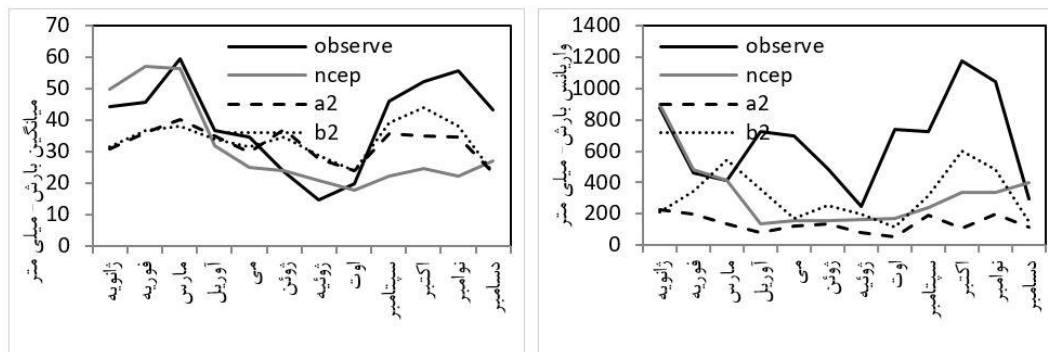 70
60
50
40
30
20
10
0
میانگین بارش- میلی متر
observe
ncep
a2
b2
ژانویه
فوریه
مارس
آوریل
می
ژوئن
ژوئیه
اوت
سپتامبر
اکتبر
نوامبر
دسامبر
1400
1200
1000
800
600
400
200
0
واریانس بارش- میلی متر
observe
ncep
a2
b2
ژانویه
فوریه
مارس
آوریل
می
ژوئن
ژوئیه
اوت
سپتامبر
اکتبر
نوامبر
دسامبر